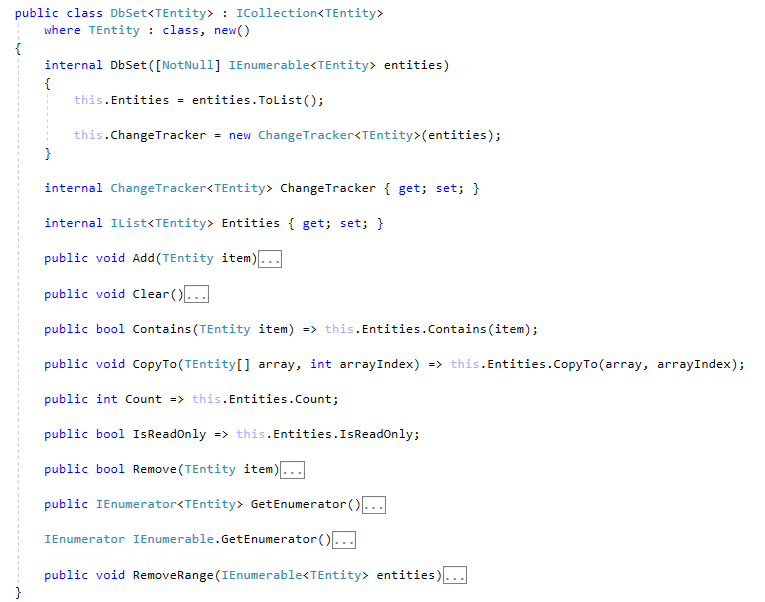 public class DbSet<TEntity> : ICollection<TEntity>
    where TEntity : class, new()
{
    internal DbSet([NotNull] IEnumerable<TEntity> entities)
    {
        this.Entities = entities.ToList();

        this.ChangeTracker = new ChangeTracker<TEntity>(entities);
    }

    internal ChangeTracker<TEntity> ChangeTracker { get; set; }

    internal IList<TEntity> Entities { get; set; }

    public void Add(TEntity item)...

    public void Clear()...

    public bool Contains(TEntity item) => this.Entities.Contains(item);

    public void CopyTo(TEntity[] array, int arrayIndex) => this.Entities.CopyTo(array, arrayIndex);

    public int Count => this.Entities.Count;

    public bool IsReadOnly => this.Entities.IsReadOnly;

    public bool Remove(TEntity item)...

    public IEnumerator<TEntity> GetEnumerator()...

    IEnumerator IEnumerable.GetEnumerator()...

    public void RemoveRange(IEnumerable<TEntity> entities)...
}